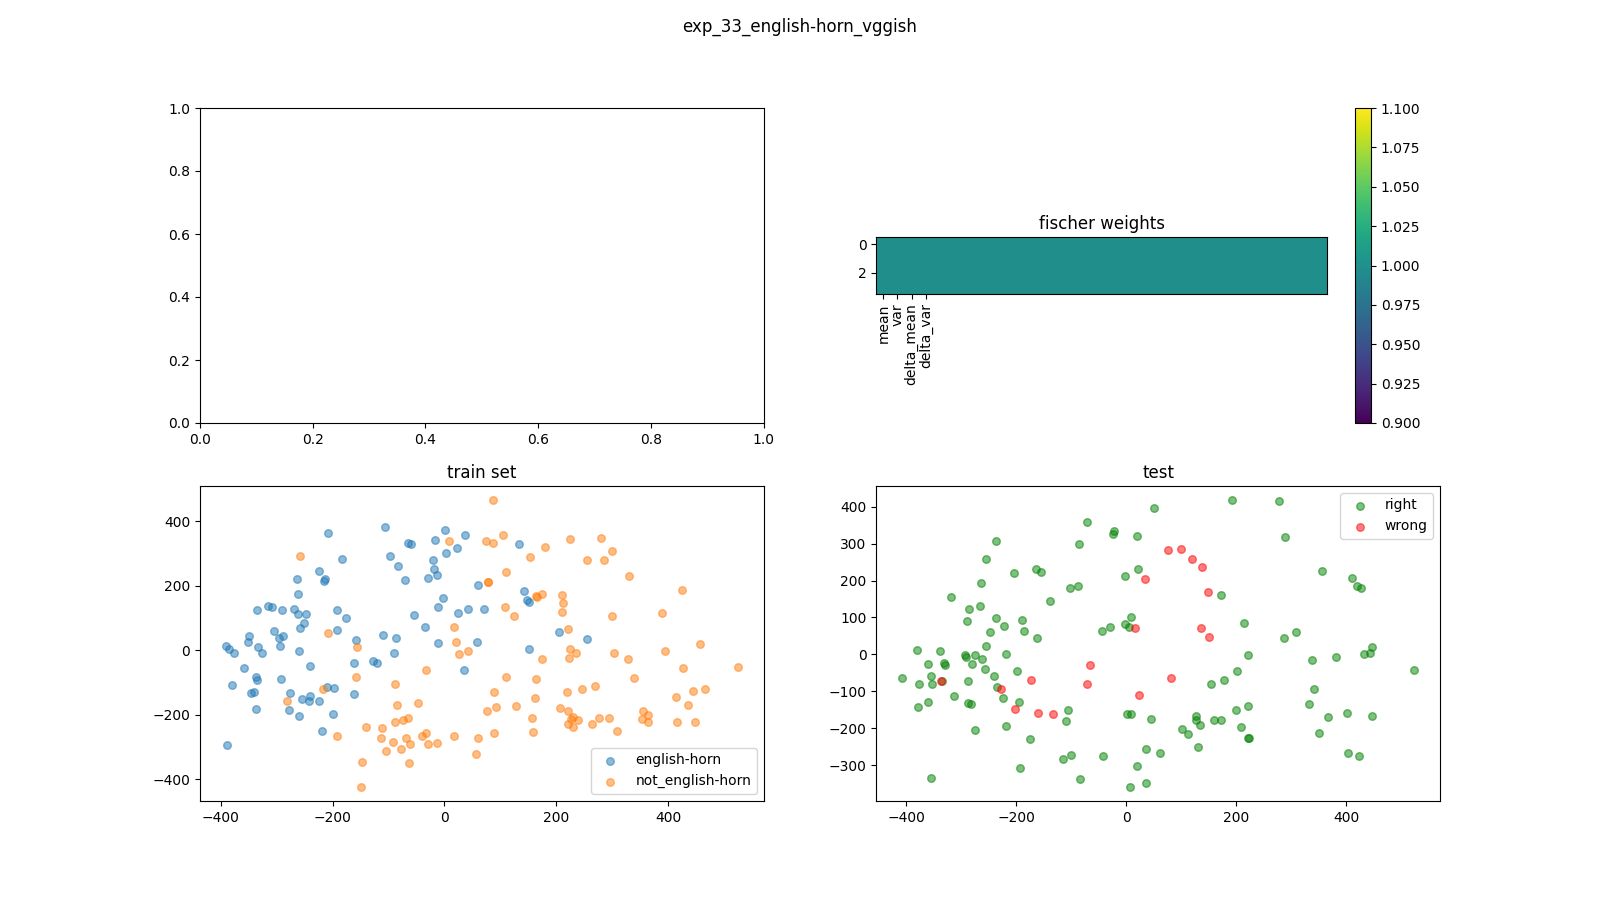 exp_33_english-horn_vggish
1.0
0.8
0.6
0.4
0.2
0.0
0.0 0.2 0.4 0.6 0.8 1.0
fischer weights
0
2
mean
var
delta_mean
delta_var
1.100
1.075
1.050
1.025
1.000
0.975
0.950
0.925
0.900
train set
400
200
0
−200
−400
−400 −200 0 200 400
english-horn
not_english-horn
test
400
300
200
100
0
−100
−200
−300
−400 −200 0 200 400
right
wrong